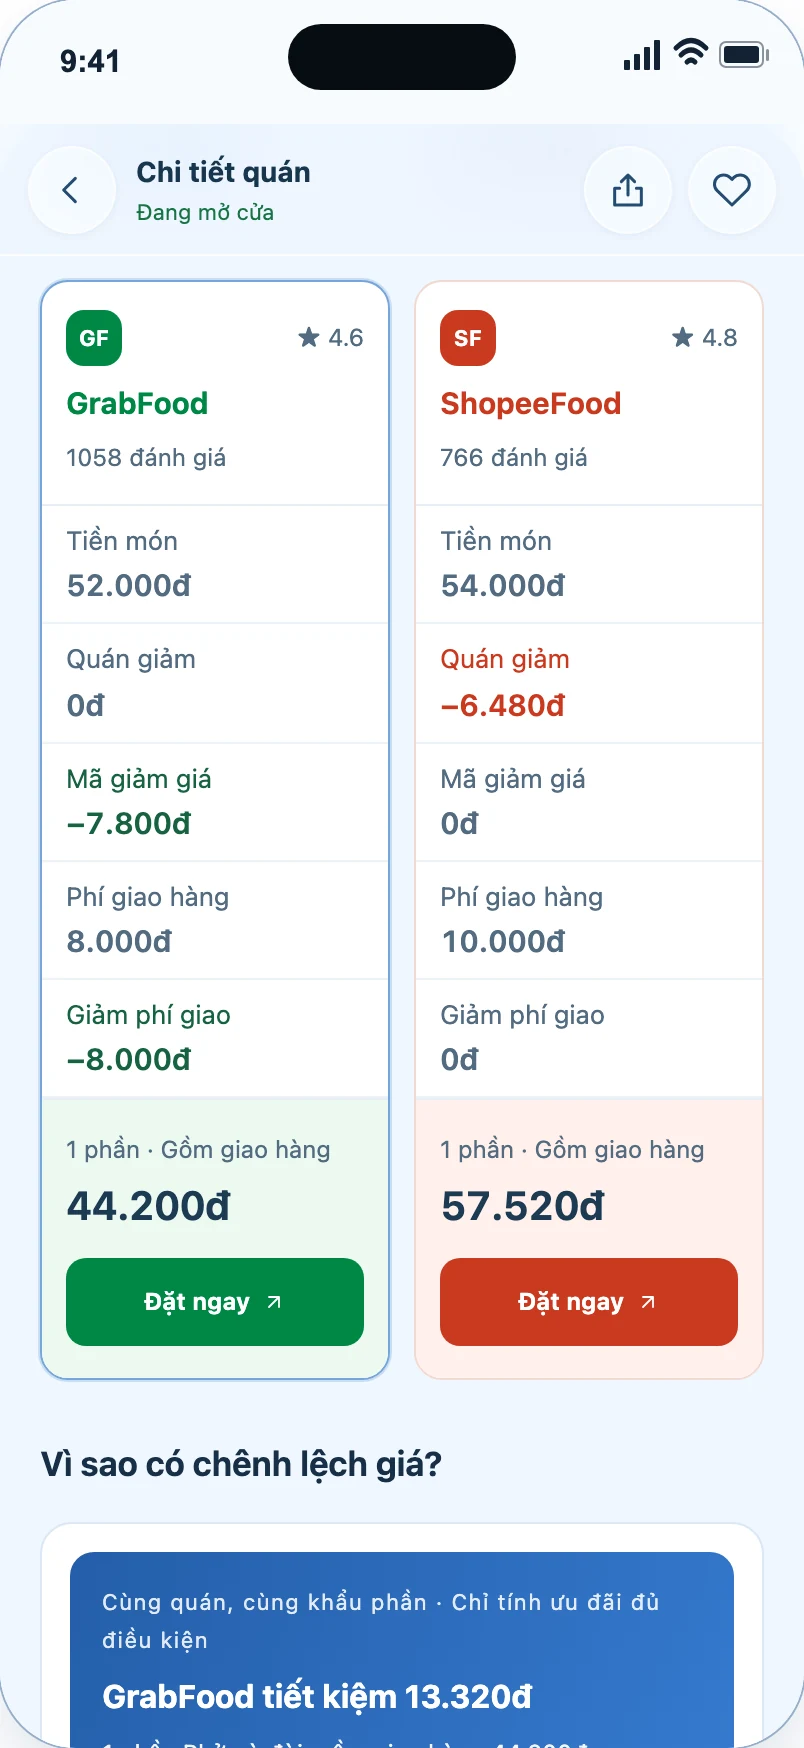 9:41
Chi tiết quán
Đang mở cửa
GF
★ 4.6
GrabFood
1058 đánh giá
Tiền món
52.000đ
Quán giảm
0đ
Mã giảm giá
−7.800đ
Phí giao hàng
8.000đ
Giảm phí giao
−8.000đ
1 phần · Gồm giao hàng
44.200đ
Đặt ngay
SF
★ 4.8
ShopeeFood
766 đánh giá
Tiền món
54.000đ
Quán giảm
−6.480đ
Mã giảm giá
0đ
Phí giao hàng
10.000đ
Giảm phí giao
0đ
1 phần · Gồm giao hàng
57.520đ
Đặt ngay
Vì sao có chênh lệch giá?
Cùng quán, cùng khẩu phần · Chỉ tính ưu đãi đủ
điều kiện
GrabFood tiết kiệm 13.320đ